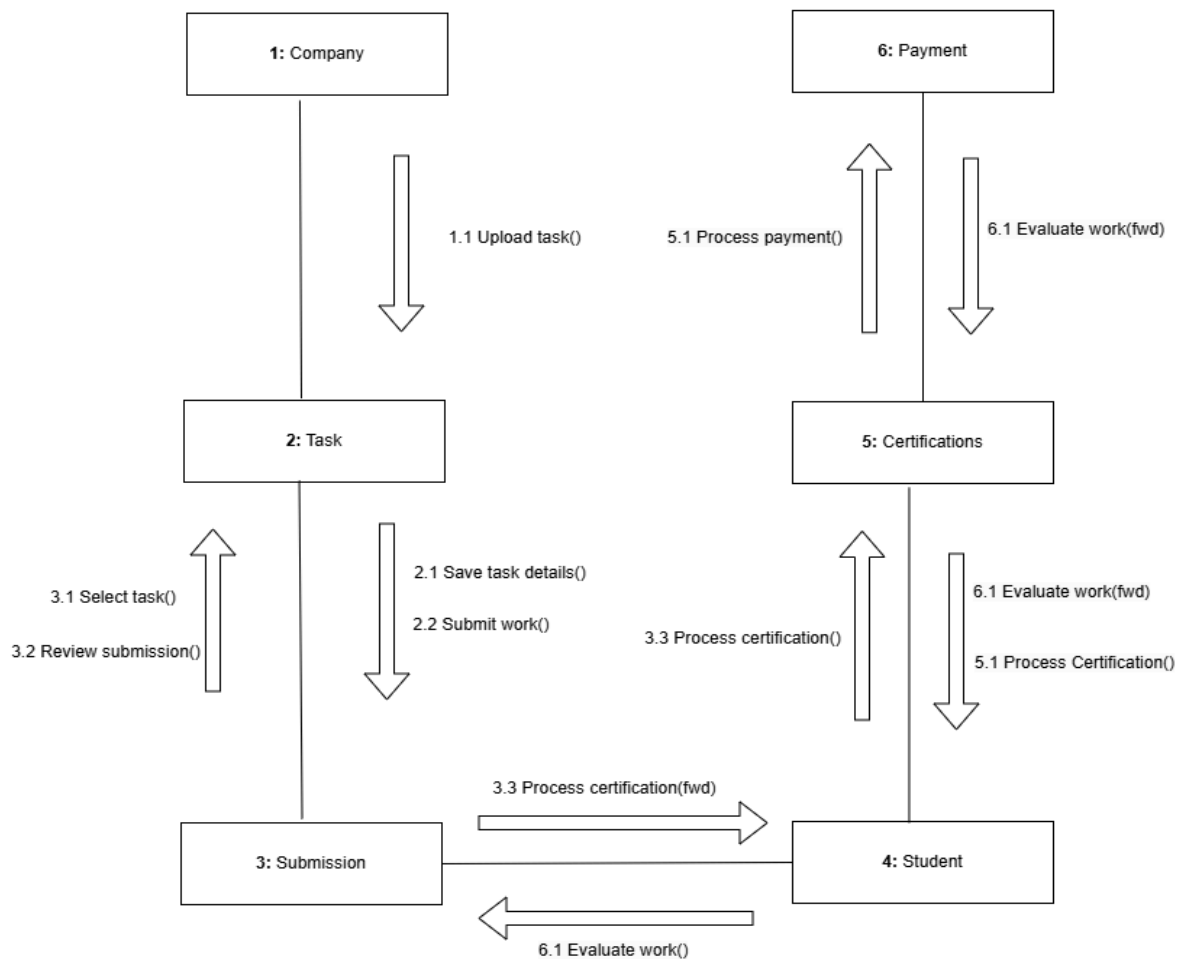 1: Company
6: Payment
1.1 Upload task()
5.1 Process payment()
6.1 Evaluate work(fwd)
2: Task
5: Certifications
3.1 Select task()
3.2 Review submission()
2.1 Save task details()
2.2 Submit work()
3.3 Process certification()
6.1 Evaluate work(fwd)
5.1 Process Certification()
3.3 Process certification(fwd)
3: Submission
4: Student
6.1 Evaluate work()